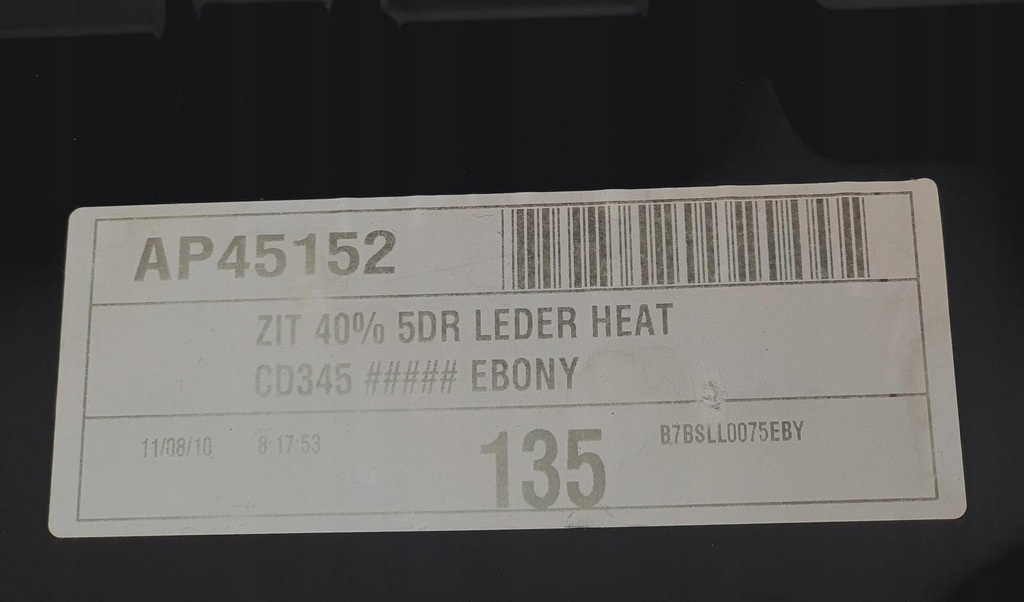 AP45152
ZIT 40% 5DR LEDER HEAT
CD345 ##### EBONY
11/08/10 8:17:53 135 B7BSLL0075EBY